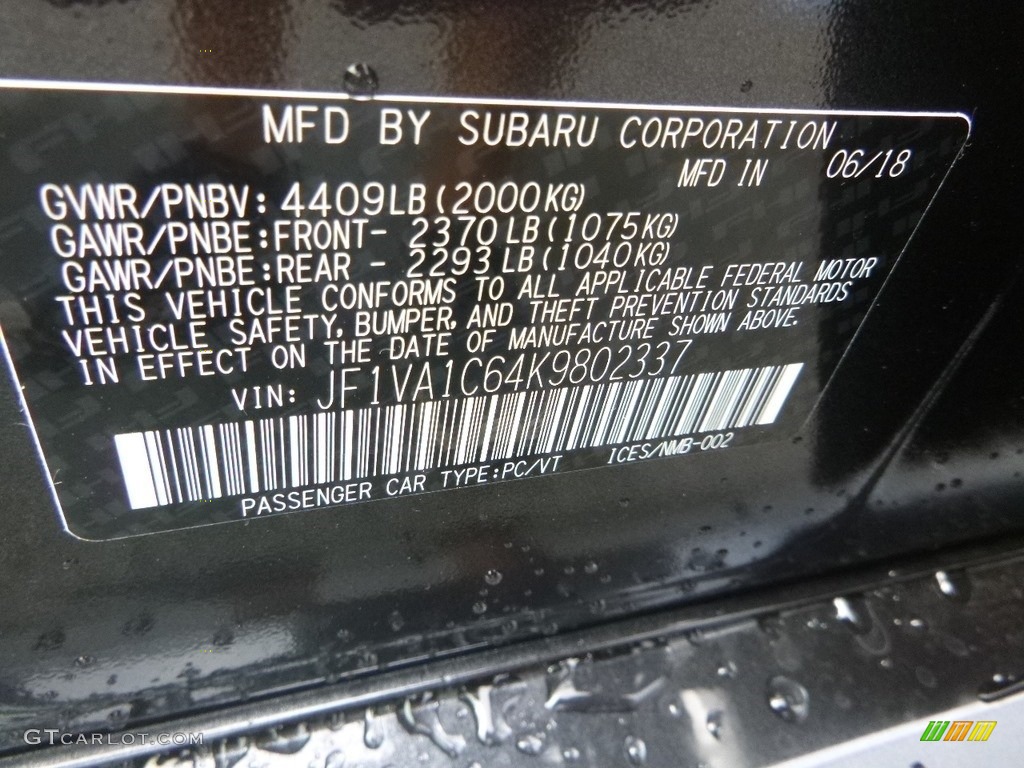 MFD BY SUBARU CORPORATION
MFD IN 06/18
GVWR/PNBV: 4409LB(2000KG)
GAWR/PNBE:FRONT- 2370LB(1075KG)
GAWR/PNBE:REAR - 2293LB(1040KG)
THIS VEHICLE CONFORMS TO ALL APPLICABLE FEDERAL MOTOR
VEHICLE SAFETY, BUMPER, AND THEFT PREVENTION STANDARDS
IN EFFECT ON THE DATE OF MANUFACTURE SHOWN ABOVE.
VIN: JF1VA1C64K9802337
PASSENGER CAR TYPE:PC/VT ICES/NMB-002
GTCARLOT.COM